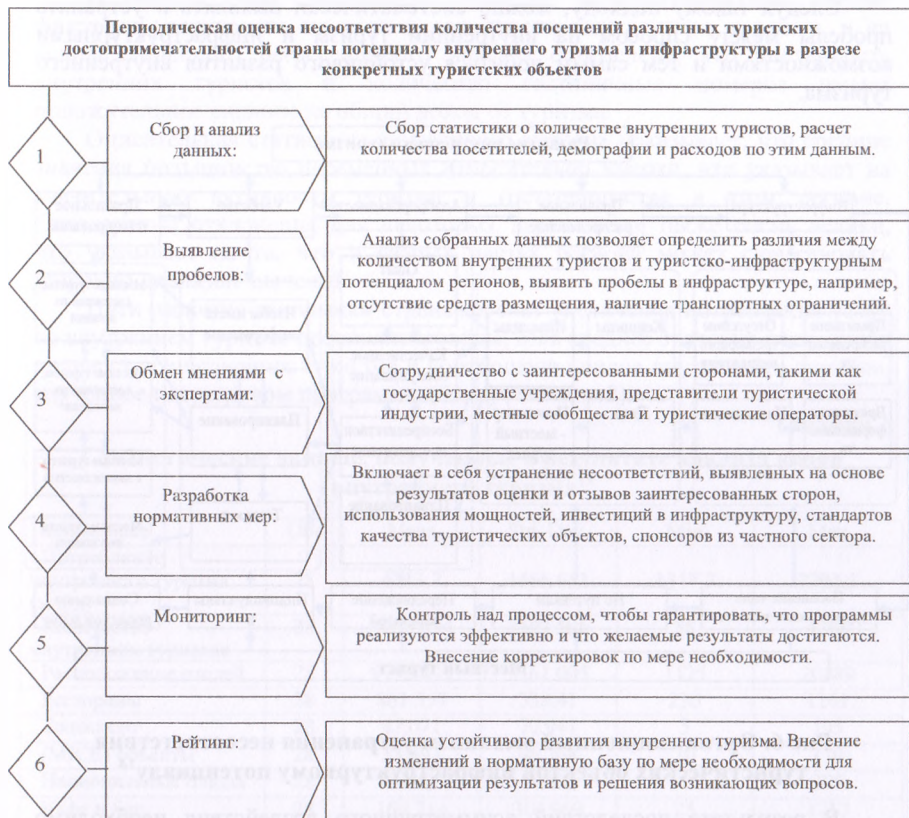 Периодическая оценка несоответствия количества посещений различных туристских
достопримечательностей страны потенциалу внутреннего туризма и инфраструктуры в разрезе
конкретных туристских объектов
1
Сбор и анализ
данных:
Сбор статистики о количестве внутренних туристов, расчет
расходов посетителей, география расходов по этим данным.
2
Выявление
пробелов:
Анализ собранных данных позволяет определить различия между
потоками внутренних туристов и туристско-инфраструктурным
потенциалом регионов, выявить пробелы в инфраструктуре, например,
отсутствие средств размещения, наличие транспортных ограничений.
3
Обмен мнениями с
экспертами:
Сотрудничество с заинтересованными сторонами, такими как
государственные учреждения, представители туристической
индустрии, местные сообщества и туристические операторы.
4
Разработка
нормативных мер:
Включает в себя устранение несоответствий, выявленных на основе
результатов оценки и отзывов заинтересованных сторон,
использования мощностей, инвестиций в инфраструктуру, стандартов
качества туристических объектов, спонсоров из частного сектора.
5
Мониторинг:
Контроль над процессом, чтобы гарантировать, что программы
реализуются эффективно и что желаемые результаты достигаются.
Внесение корректировок по мере необходимости.
6
Рейтинг:
Оценка устойчивого развития внутреннего туризма. Внесение
изменений в нормативную базу по мере необходимости для
оптимизации результатов и решения возникающих вопросов.